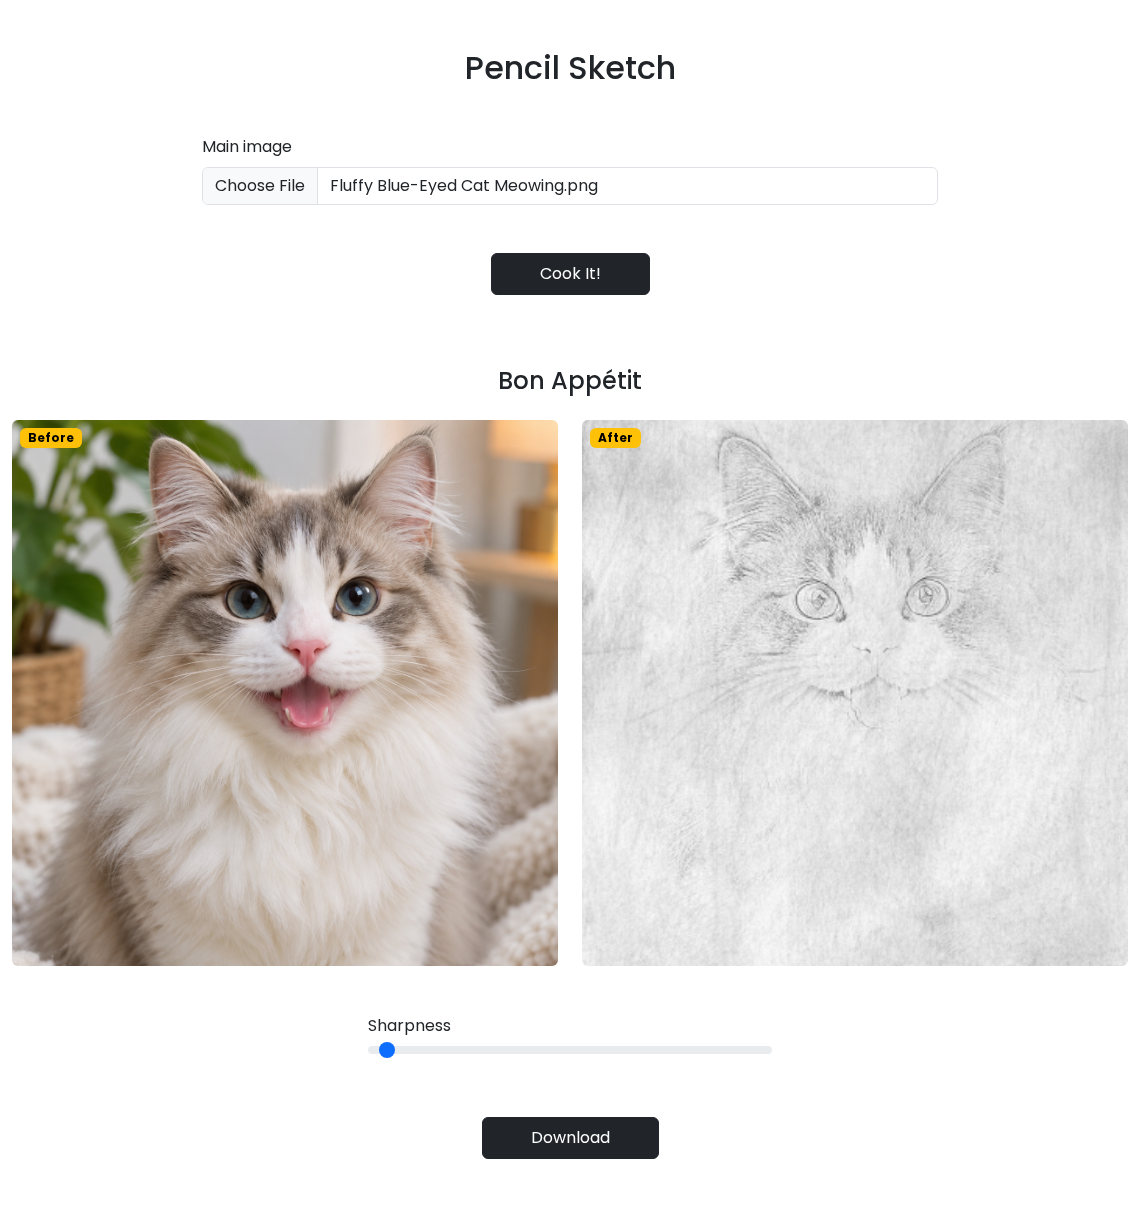 Pencil Sketch
Main image
Choose File Fluffy Blue-Eyed Cat Meowing.png
Cook It!
Bon Appétit
Before
After
Sharpness
Download